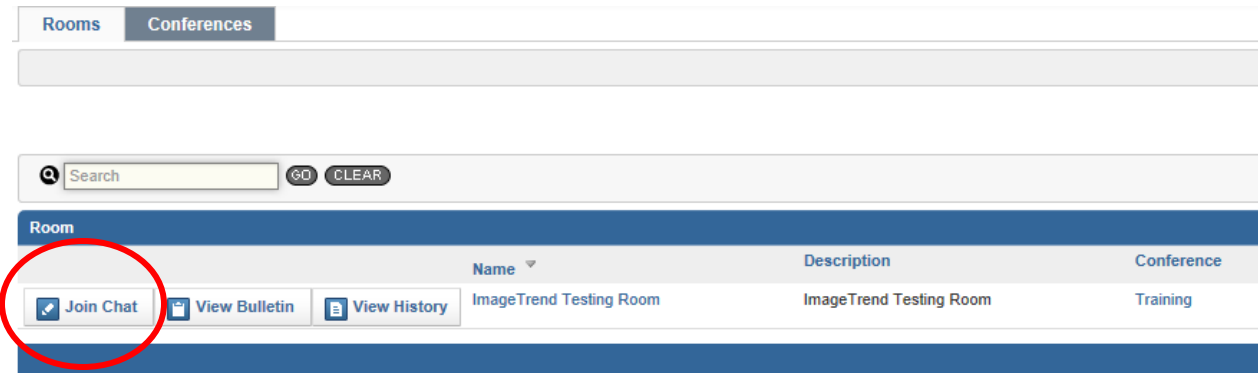 Rooms Conferences
Search GO CLEAR
Room
Name Description Conference
Join Chat View Bulletin View History ImageTrend Testing Room ImageTrend Testing Room Training